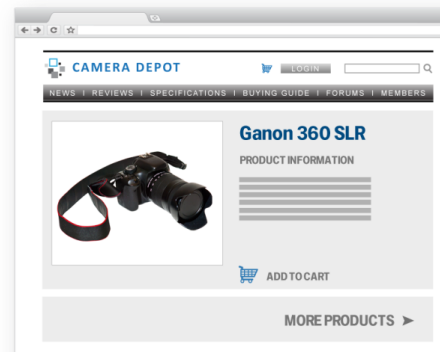 CAMERA DEPOT
LOGIN
NEWS | REVIEWS | SPECIFICATIONS | BUYING GUIDE | FORUMS | MEMBERS
Ganon 360 SLR
PRODUCT INFORMATION
ADD TO CART
MORE PRODUCTS